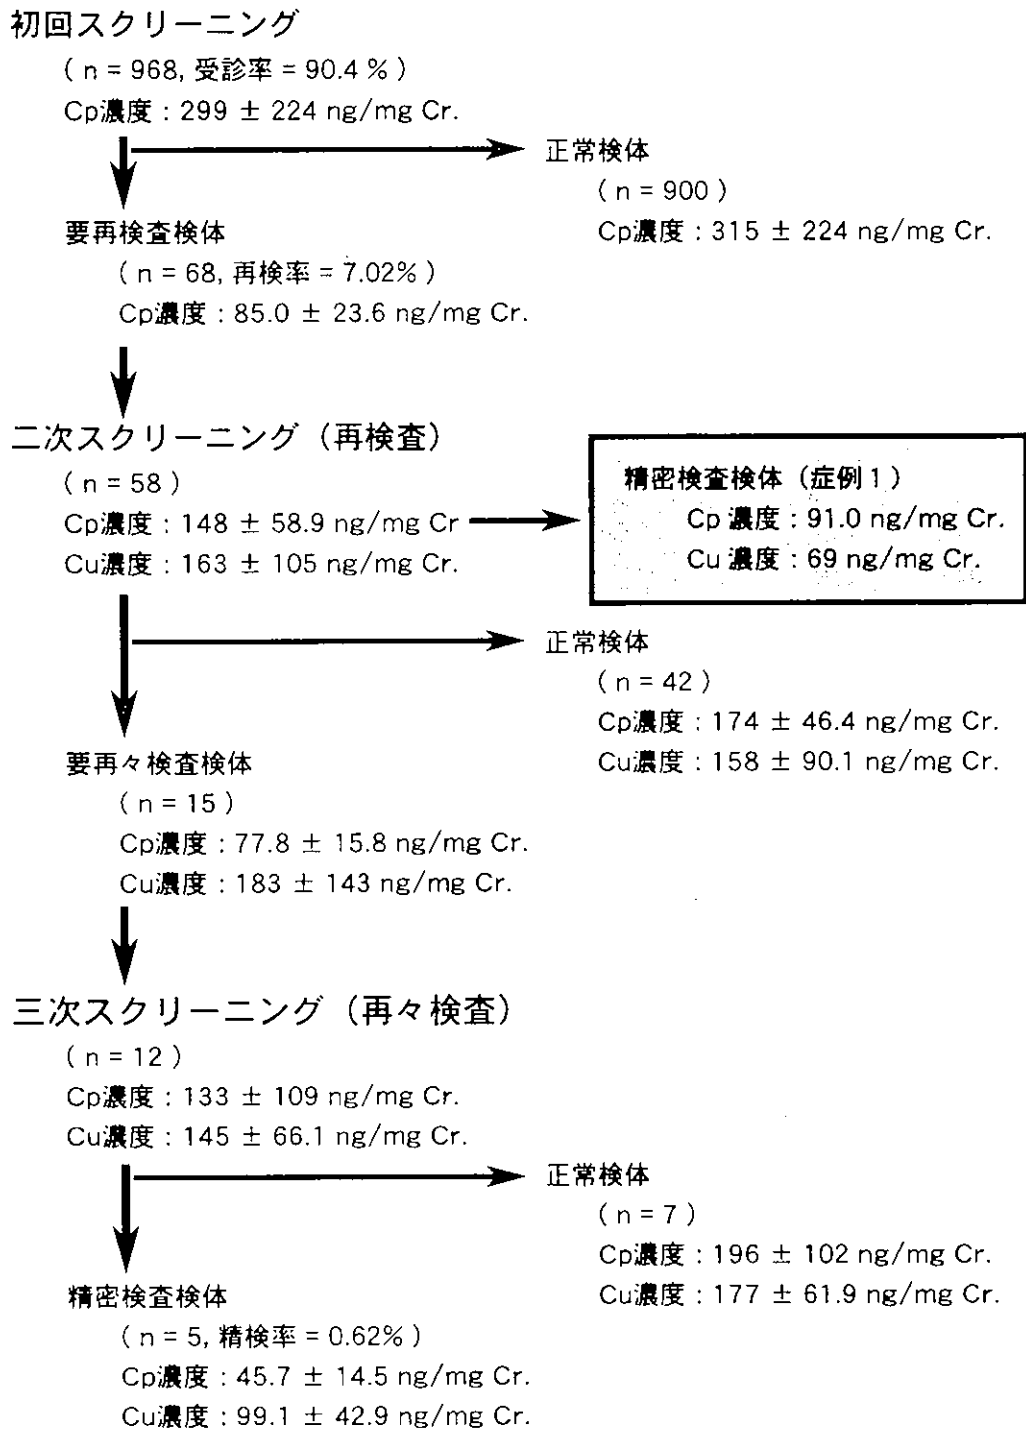 初回スクリーニング
( n = 968, 受診率 = 90.4 % )
Cp濃度 : 299 ± 224 ng/mg Cr.
正常検体
( n = 900 )
Cp濃度 : 315 ± 224 ng/mg Cr.
要再検査検体
( n = 68, 再検率 = 7.02% )
Cp濃度 : 85.0 ± 23.6 ng/mg Cr.
二次スクリーニング (再検査)
( n = 58 )
Cp濃度 : 148 ± 58.9 ng/mg Cr
Cu濃度 : 163 ± 105 ng/mg Cr.
精密検査検体 (症例1)
Cp 濃度 : 91.0 ng/mg Cr.
Cu 濃度 : 69 ng/mg Cr.
正常検体
( n = 42 )
Cp濃度 : 174 ± 46.4 ng/mg Cr.
Cu濃度 : 158 ± 90.1 ng/mg Cr.
要再々検査検体
( n = 15 )
Cp濃度 : 77.8 ± 15.8 ng/mg Cr.
Cu濃度 : 183 ± 143 ng/mg Cr.
三次スクリーニング (再々検査)
( n = 12 )
Cp濃度 : 133 ± 109 ng/mg Cr.
Cu濃度 : 145 ± 66.1 ng/mg Cr.
正常検体
( n = 7 )
Cp濃度 : 196 ± 102 ng/mg Cr.
Cu濃度 : 177 ± 61.9 ng/mg Cr.
精密検査検体
( n = 5, 精検率 = 0.62% )
Cp濃度 : 45.7 ± 14.5 ng/mg Cr.
Cu濃度 : 99.1 ± 42.9 ng/mg Cr.